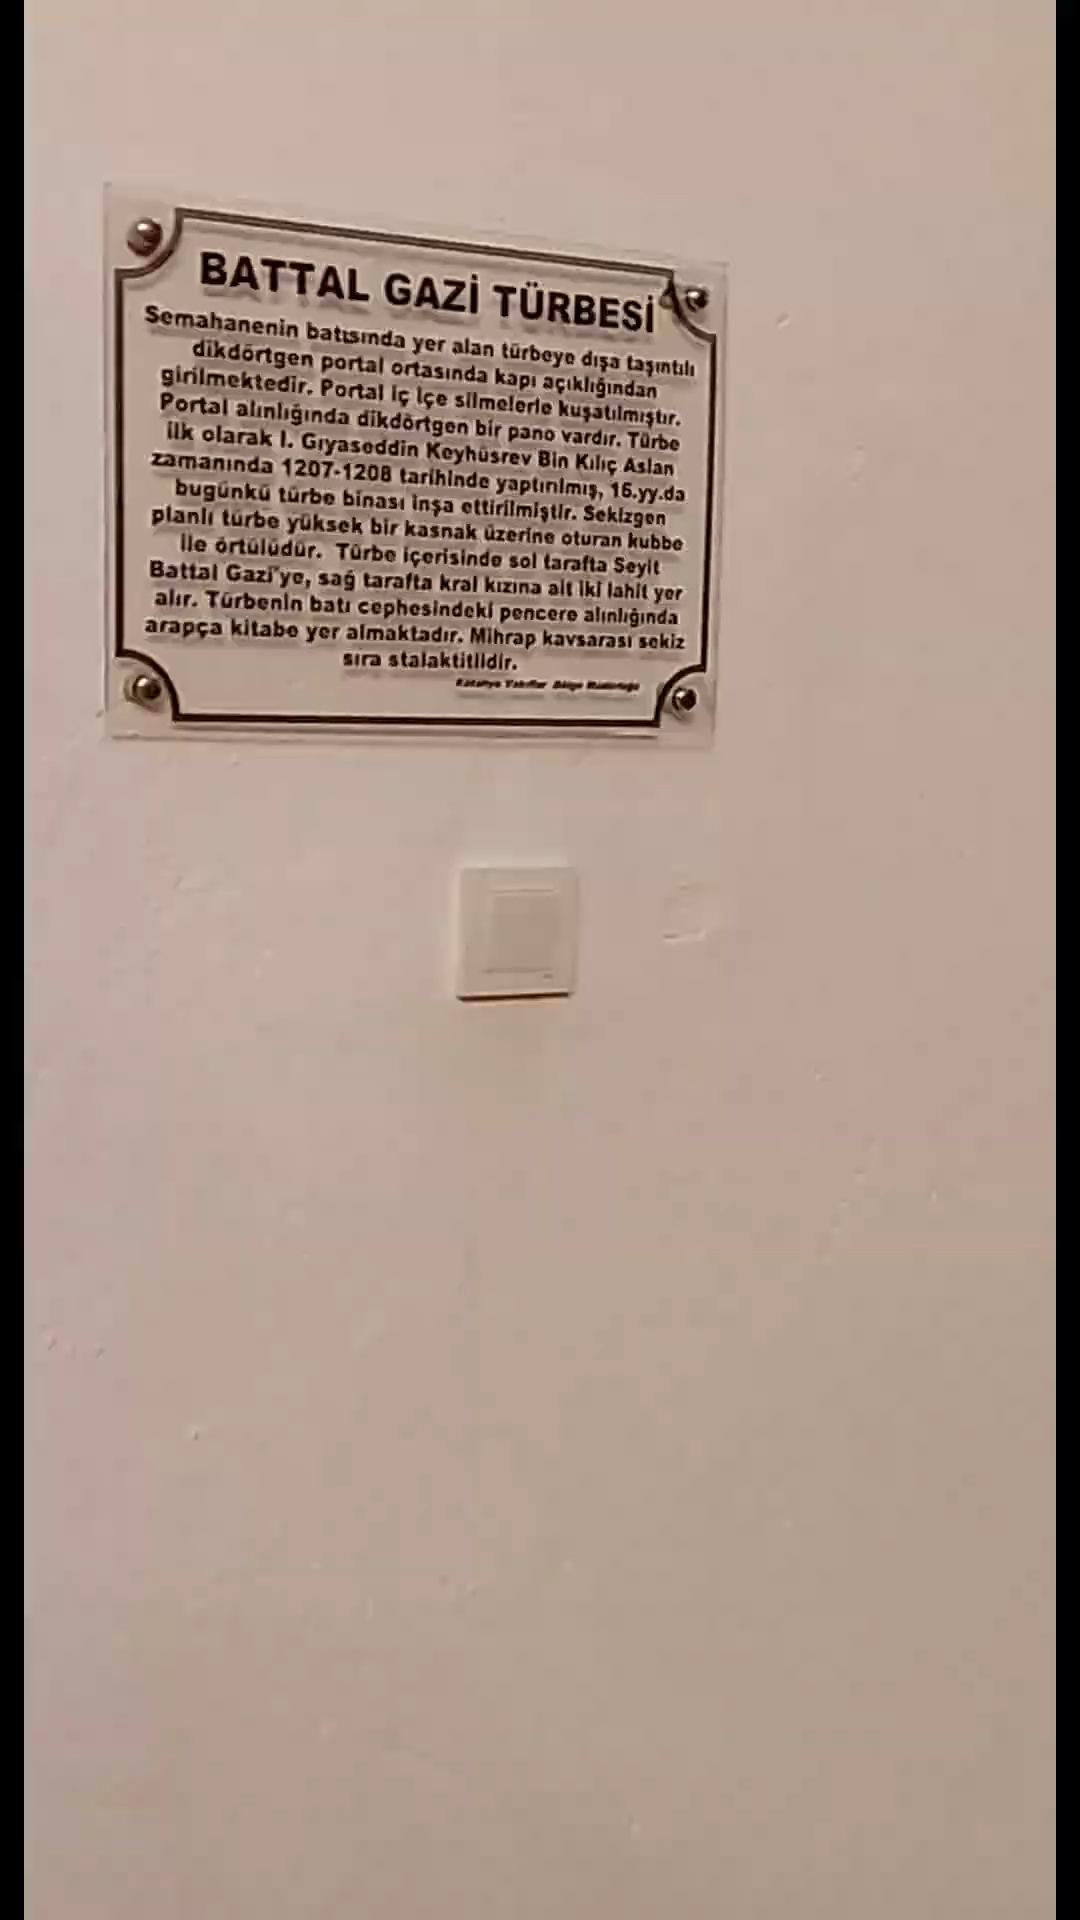 BATTAL GAZİ TÜRBESİ
Semahanenin batısında yer alan türbeye dışa taşıntılı
dikdörtgen portal ortasında kapı açıklığından
girilmektedir. Portal iç içe silmelerle kuşatılmıştır.
Portal alınlığında dikdörtgen bir pano vardır. Türbe
ilk olarak I. Gıyaseddin Keyhüsrev Bin Kılıç Aslan
zamanında 1207-1208 tarihinde yaptırılmış, 16.yy.da
bugünkü türbe binası inşa ettirilmiştir. Sekizgen
planlı türbe yüksek bir kasnak üzerine oturan kubbe
ile örtülüdür. Türbe içerisinde sol tarafta Seyit
Battal Gazi'ye, sağ tarafta kral kızına ait iki lahit yer
alır. Türbenin batı cephesindeki pencere alınlığında
arapça kitabe yer almaktadır. Mihrap kavsarası sekiz
sıra stalaktitlidir.
Kütahya Vakıflar Bölge Müdürlüğü